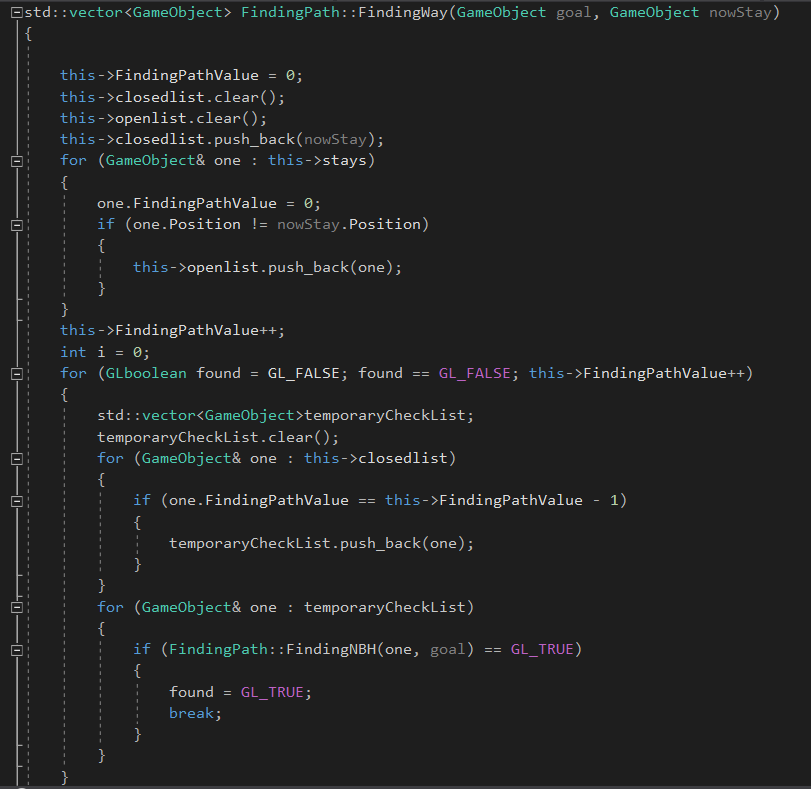 std::vector<GameObject> FindingPath::FindingWay(GameObject goal, GameObject nowStay)
{
this->FindingPathValue = 0;
this->closedlist.clear();
this->openlist.clear();
this->closedlist.push_back(nowStay);
for (GameObject& one : this->stays)
{
one.FindingPathValue = 0;
if (one.Position != nowStay.Position)
{
this->openlist.push_back(one);
}
}
this->FindingPathValue++;
int i = 0;
for (GLboolean found = GL_FALSE; found == GL_FALSE; this->FindingPathValue++)
{
std::vector<GameObject>temporaryCheckList;
temporaryCheckList.clear();
for (GameObject& one : this->closedlist)
{
if (one.FindingPathValue == this->FindingPathValue - 1)
{
temporaryCheckList.push_back(one);
}
}
for (GameObject& one : temporaryCheckList)
{
if (FindingPath::FindingNBH(one, goal) == GL_TRUE)
{
found = GL_TRUE;
break;
}
}
}